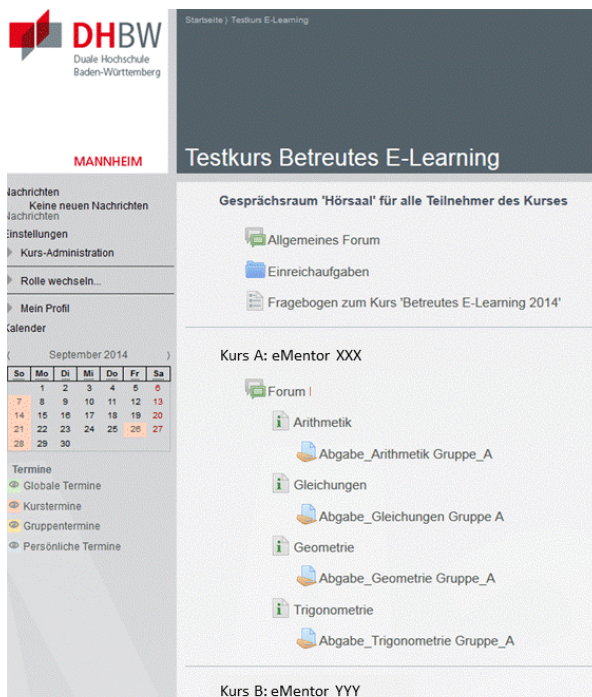 DHBW
Duale Hochschule
Baden-Württemberg
MANNHEIM
Startseite ⟩ Testkurs E-Learning
Testkurs Betreutes E-Learning
Nachrichten
Keine neuen Nachrichten
Nachrichten
Einstellungen
Kurs-Administration
Rolle wechseln...
Mein Profil
Kalender
⟨ September 2014 ⟩
So Mo Di Mi Do Fr Sa
1 2 3 4 5 6
7 8 9 10 11 12 13
14 15 16 17 18 19 20
21 22 23 24 25 26 27
28 29 30
Termine
Globale Termine
Kurstermine
Gruppentermine
Persönliche Termine
Gesprächsraum 'Hörsaal' für alle Teilnehmer des Kurses
Allgemeines Forum
Einreichaufgaben
Fragebogen zum Kurs 'Betreutes E-Learning 2014'
Kurs A: eMentor XXX
Forum
Arithmetik
Abgabe_Arithmetik Gruppe_A
Gleichungen
Abgabe_Gleichungen Gruppe A
Geometrie
Abgabe_Geometrie Gruppe_A
Trigonometrie
Abgabe_Trigonometrie Gruppe_A
Kurs B: eMentor YYY